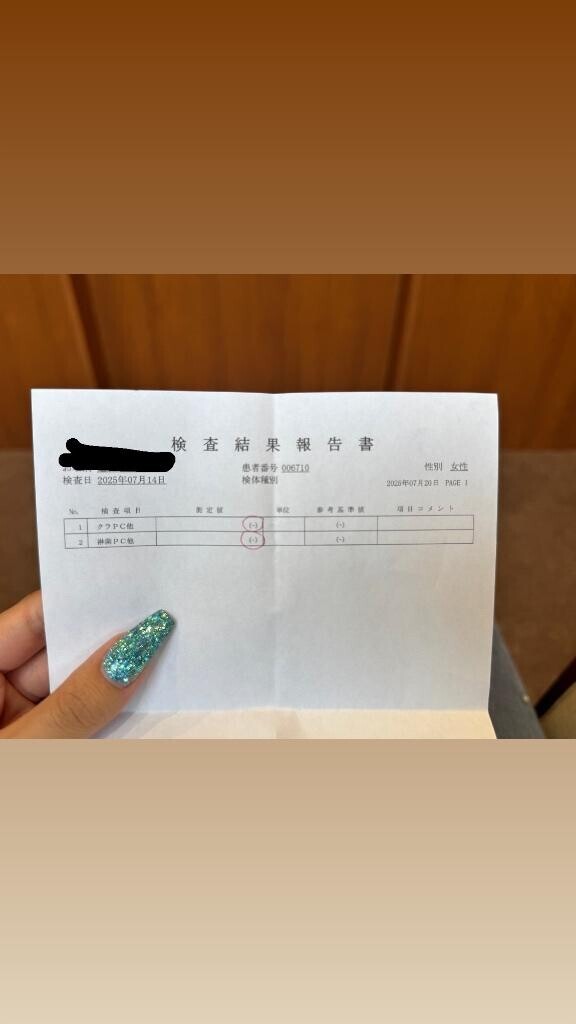 検査結果報告書
患者番号 006710
性別 女性
検査日 2025年07月14日
検体種別
2025年07月20日 PAGE 1
No. 検査項目 測定値 単位 参考基準値 項目コメント
1 クラPC他 (-) (-)
2 淋菌PC他 (-) (-)